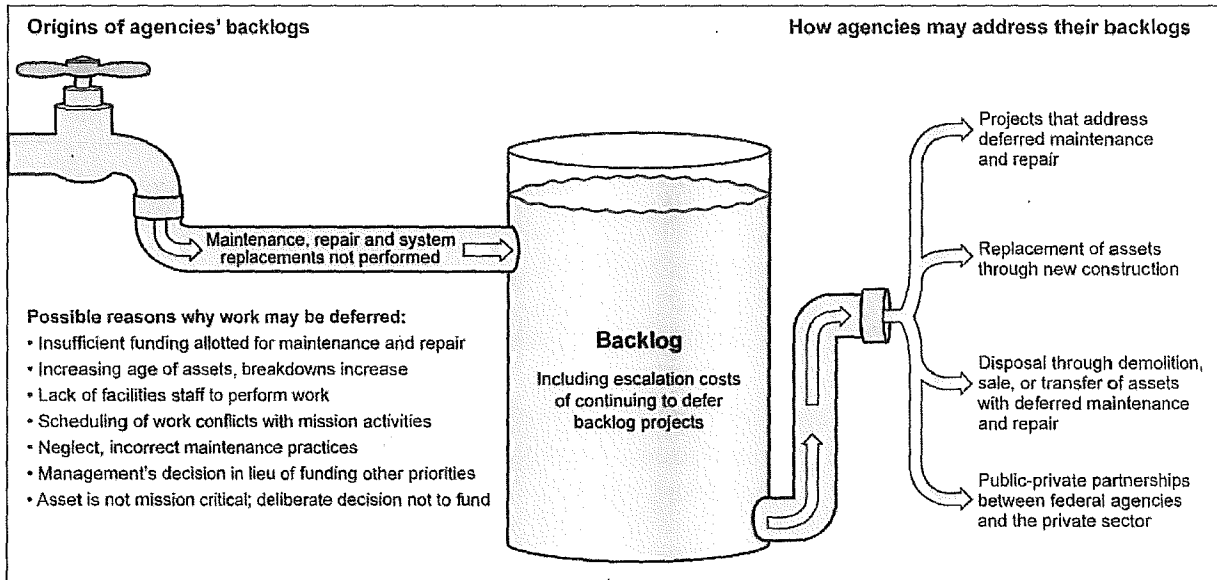 Origins of agencies' backlogs
How agencies may address their backlogs
Maintenance, repair and system
replacements not performed
Possible reasons why work may be deferred:
• Insufficient funding allotted for maintenance and repair
• Increasing age of assets, breakdowns increase
• Lack of facilities staff to perform work
• Scheduling of work conflicts with mission activities
• Neglect, incorrect maintenance practices
• Management's decision in lieu of funding other priorities
• Asset is not mission critical; deliberate decision not to fund
Backlog
Including escalation costs
of continuing to defer
backlog projects
Projects that address
deferred maintenance
and repair
Replacement of assets
through new construction
Disposal through demolition,
sale, or transfer of assets
with deferred maintenance
and repair
Public-private partnerships
between federal agencies
and the private sector